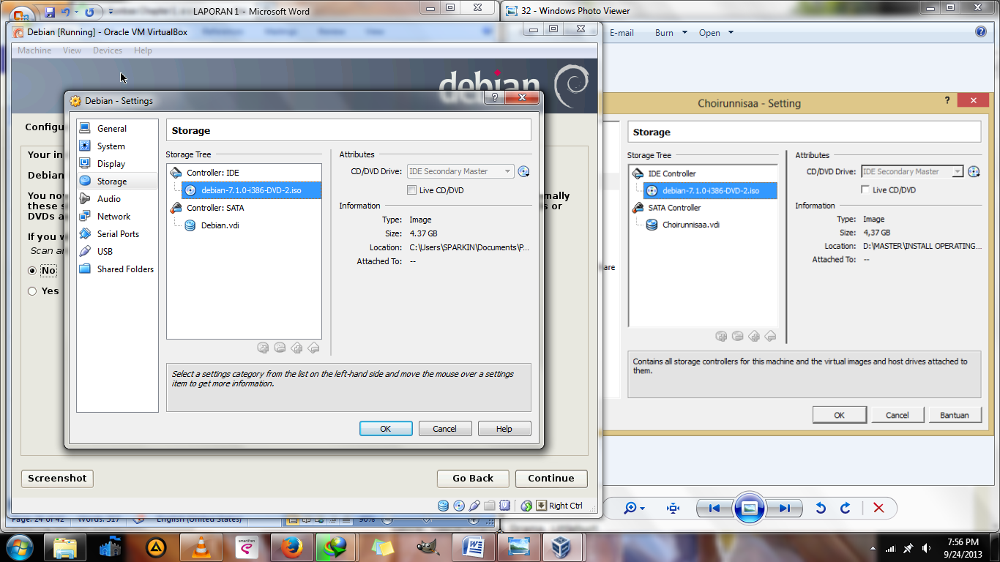 LAPORAN 1 - Microsoft Word
32 - Windows Photo Viewer
Debian [Running] - Oracle VM VirtualBox
E-mail
Burn
Open
Machine
View
Devices
Help
debian
Debian - Settings
Configu
Your in
Debian
You nov
these s
DVDs a
mally
s or
If you w
Scan an
No
Yes
General
System
Display
Storage
Audio
Network
Serial Ports
USB
Shared Folders
Storage
Storage Tree
Controller: IDE
debian-7.1.0-i386-DVD-2.iso
Controller: SATA
Debian.vdi
Attributes
CD/DVD Drive:
IDE Secondary Master
Live CD/DVD
Information
Type: Image
Size: 4.37 GB
Location: C:\Users\SPARKIN\Documents\P...
Attached To: --
Select a settings category from the list on the left-hand side and move the mouse over a settings
item to get more information.
OK
Cancel
Help
Screenshot
Go Back
Continue
Right Ctrl
Page: 24 of 42
Words: 517
English (United States)
90%
Choirunnisaa - Setting
Storage
Storage Tree
IDE Controller
debian-7.1.0-i386-DVD-2.iso
SATA Controller
Choirunnisaa.vdi
Attributes
CD/DVD Drive:
IDE Secondary Master
Live CD/DVD
Information
Type: Image
Size: 4,37 GB
Location: D:\MASTER\INSTALL OPERATING...
Attached To: --
are
Contains all storage controllers for this machine and the virtual images and host drives attached to
them.
OK
Cancel
Bantuan
smartfren
7:56 PM
9/24/2013